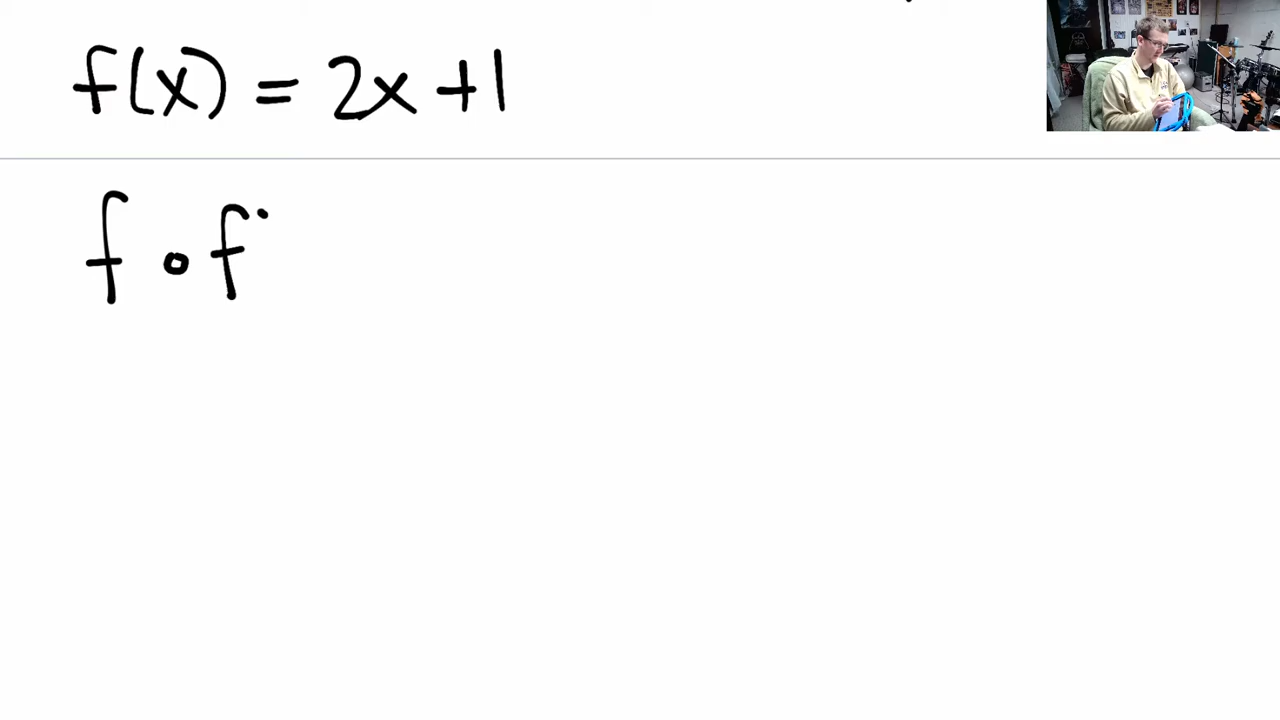 f(x) = 2x + 1
f ∘ f